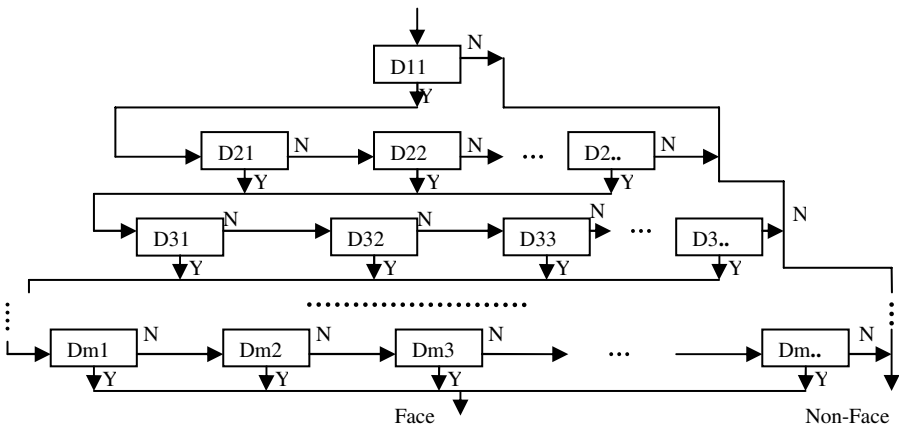 N
D11
Y
D21 N D22 N ... D2.. N
Y Y Y
N N N N
D31 D32 D33 ... D3..
Y Y Y Y
N N N N
Dm1 Dm2 Dm3 ... Dm..
Y Y Y Y
Face Non-Face